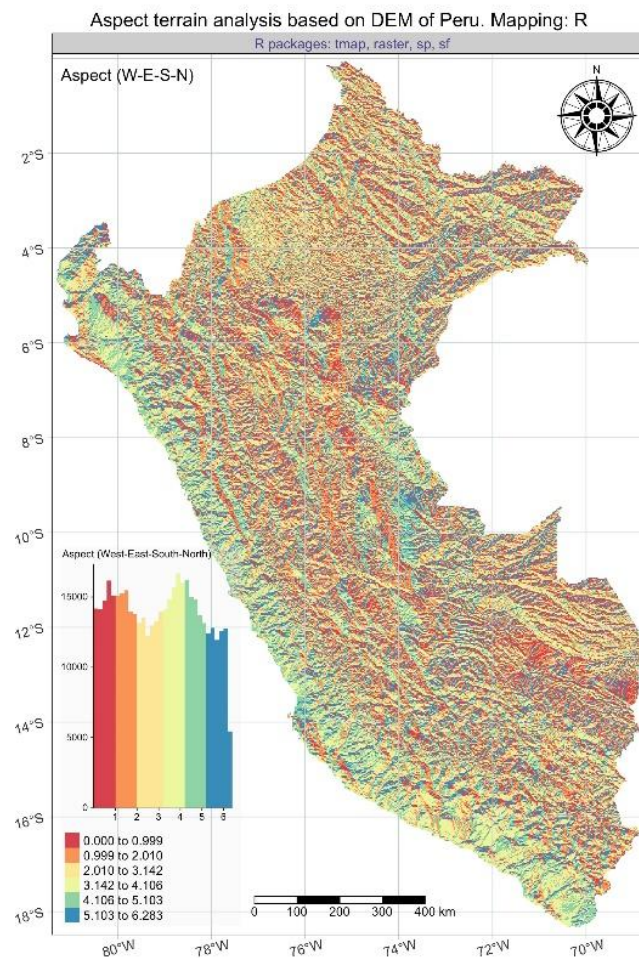 Aspect terrain analysis based on DEM of Peru. Mapping: R
R packages: tmap, raster, sp, sf
Aspect (W-E-S-N)
N
2°S
4°S
6°S
8°S
10°S
12°S
14°S
16°S
18°S
Aspect (West-East-South-North)
15000
10000
5000
0
1 2 3 4 5 6
0.000 to 0.999
0.999 to 2.010
2.010 to 3.142
3.142 to 4.106
4.106 to 5.103
5.103 to 6.283
0 100 200 300 400 km
80°W 78°W 76°W 74°W 72°W 70°W